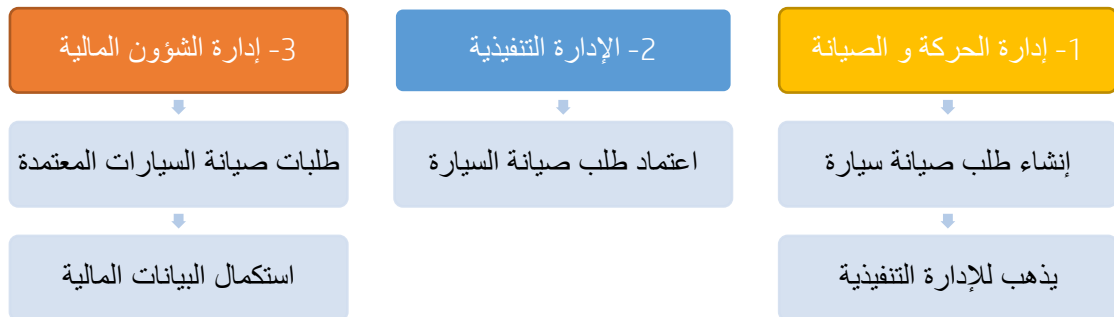 1- إدارة الحركة و الصيانة
إنشاء طلب صيانة سيارة
يذهب للإدارة التنفيذية
2- الإدارة التنفيذية
اعتماد طلب صيانة السيارة
3- إدارة الشؤون المالية
طلبات صيانة السيارات المعتمدة
استكمال البيانات المالية